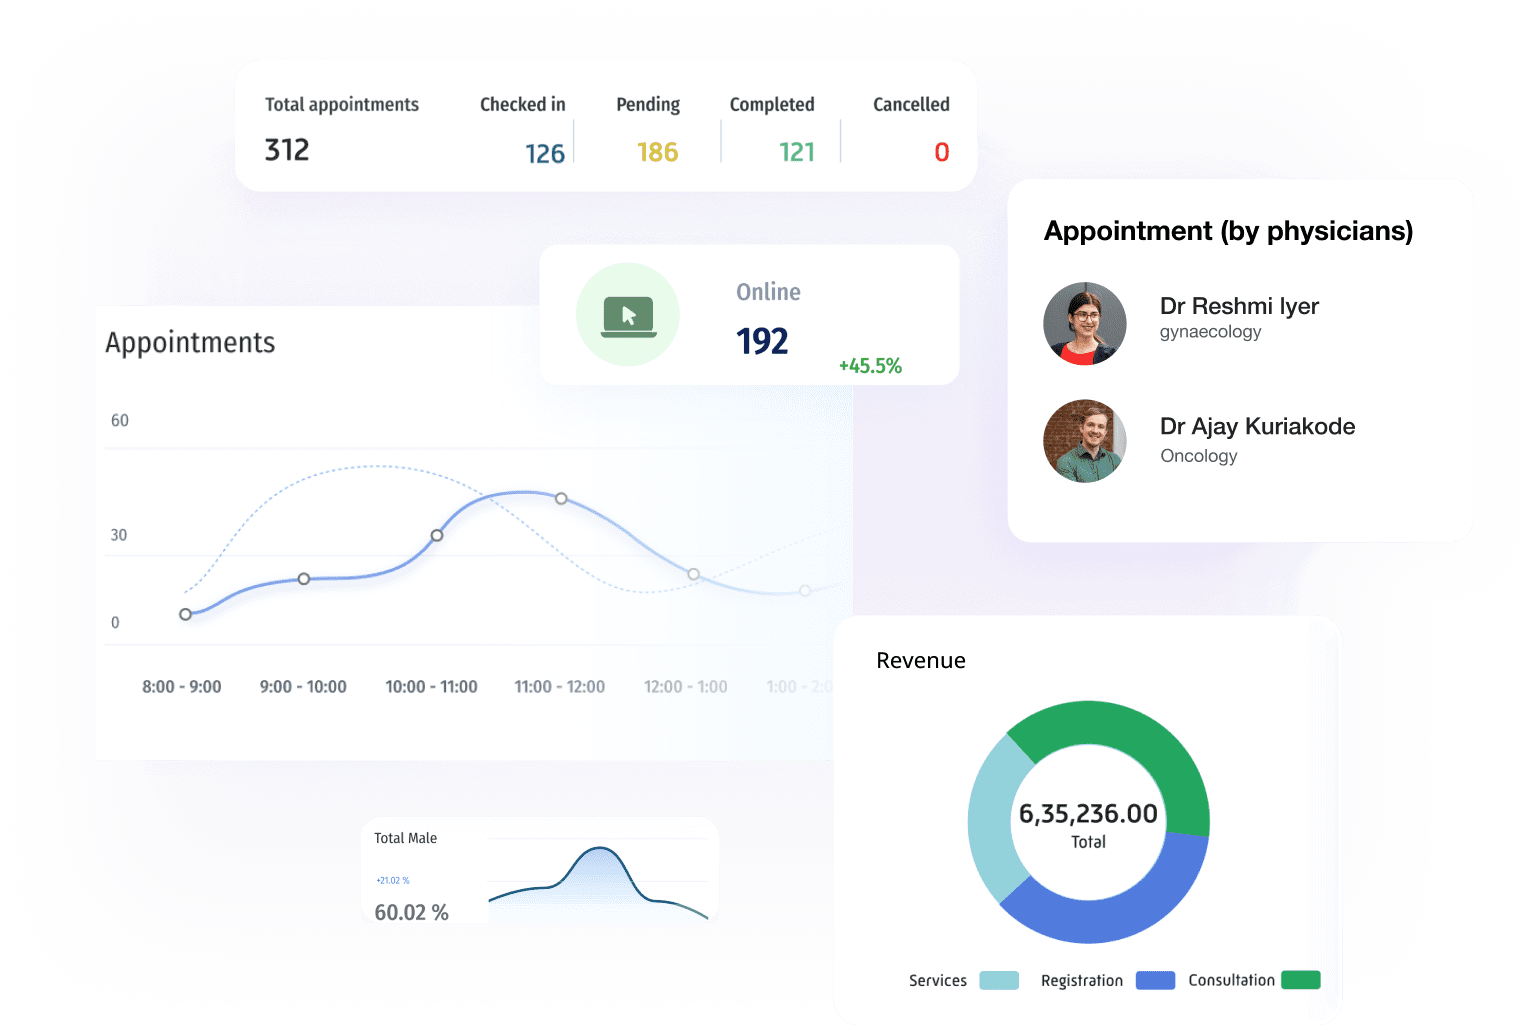 Total appointments
312
Checked in
126
Pending
186
Completed
121
Cancelled
0
Online
192
+45.5%
Appointment (by physicians)
Dr Reshmi Iyer
gynaecology
Dr Ajay Kuriakode
Oncology
Appointments
60
30
0
8:00 - 9:00 9:00 - 10:00 10:00 - 11:00 11:00 - 12:00 12:00 - 1:00 1:00 - 2:0
Revenue
6,35,236.00
Total
Services Registration Consultation
Total Male
+21.02 %
60.02 %